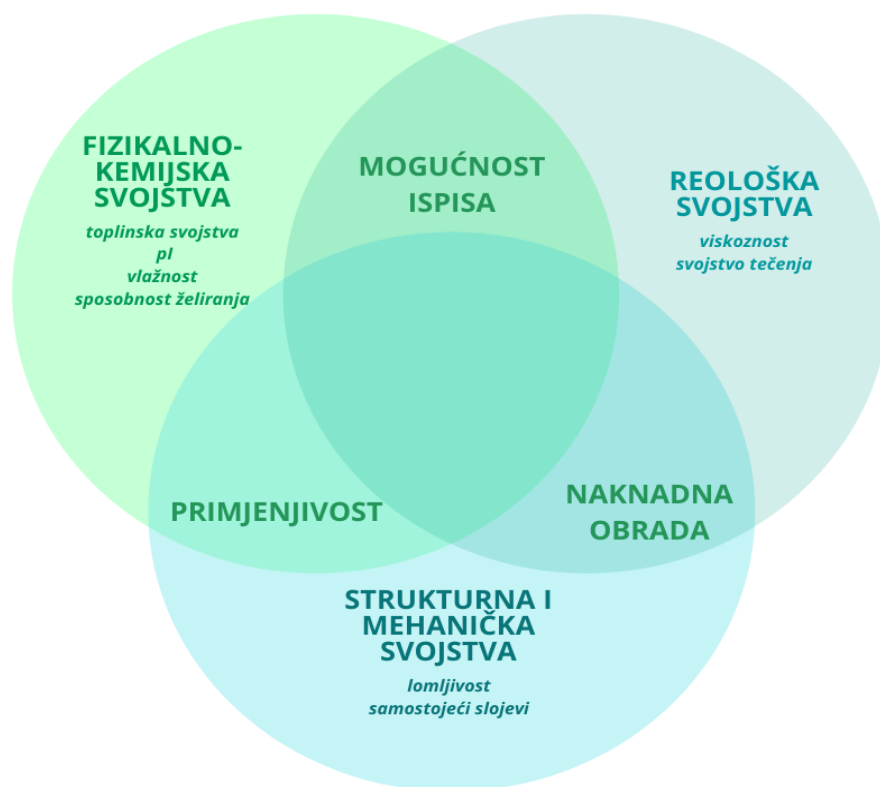 FIZIKALNO-
KEMIJSKA
SVOJSTVA
toplinska svojstva
pI
vlažnost
sposobnost želiranja
MOGUĆNOST
ISPISA
REOLOŠKA
SVOJSTVA
viskoznost
svojstvo tečenja
PRIMJENJIVOST
NAKNADNA
OBRADA
STRUKTURNA I
MEHANIČKA
SVOJSTVA
lomljivost
samostojeći slojevi